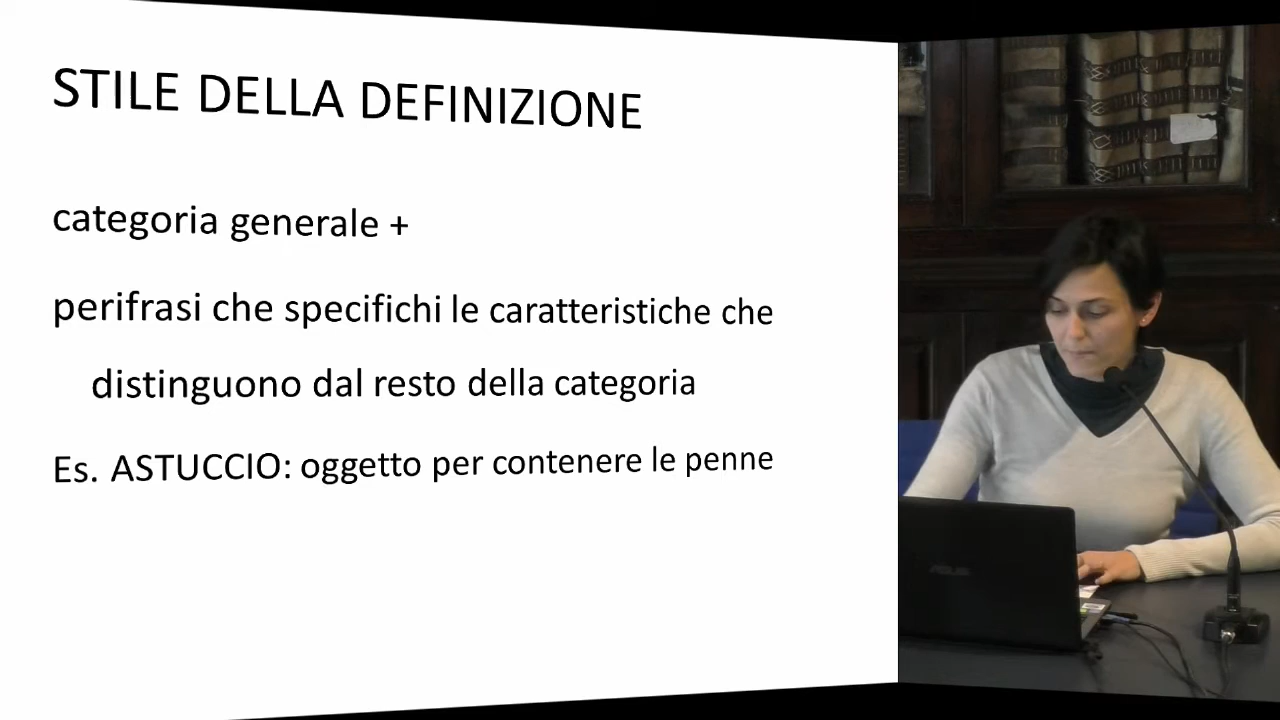 STILE DELLA DEFINIZIONE
categoria generale +
perifrasi che specifichi le caratteristiche che
distinguono dal resto della categoria
Es. ASTUCCIO: oggetto per contenere le penne
ASUS